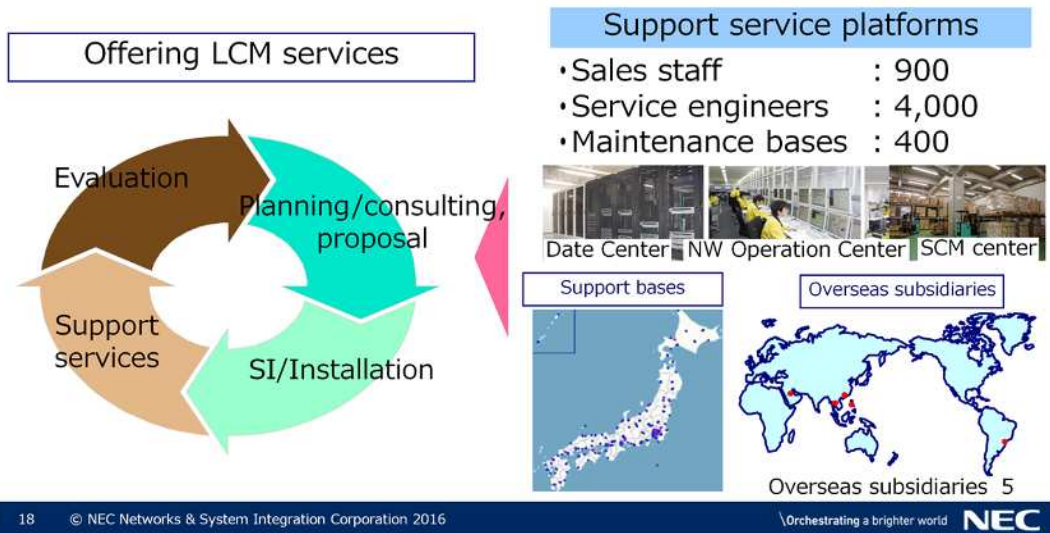 Offering LCM services
Evaluation
Planning/consulting,
proposal
SI/Installation
Support
services
Support service platforms
・Sales staff : 900
・Service engineers : 4,000
・Maintenance bases : 400
Date Center
NW Operation Center
SCM center
Support bases
Overseas subsidiaries
Overseas subsidiaries 5
18 © NEC Networks & System Integration Corporation 2016
\Orchestrating a brighter world NEC